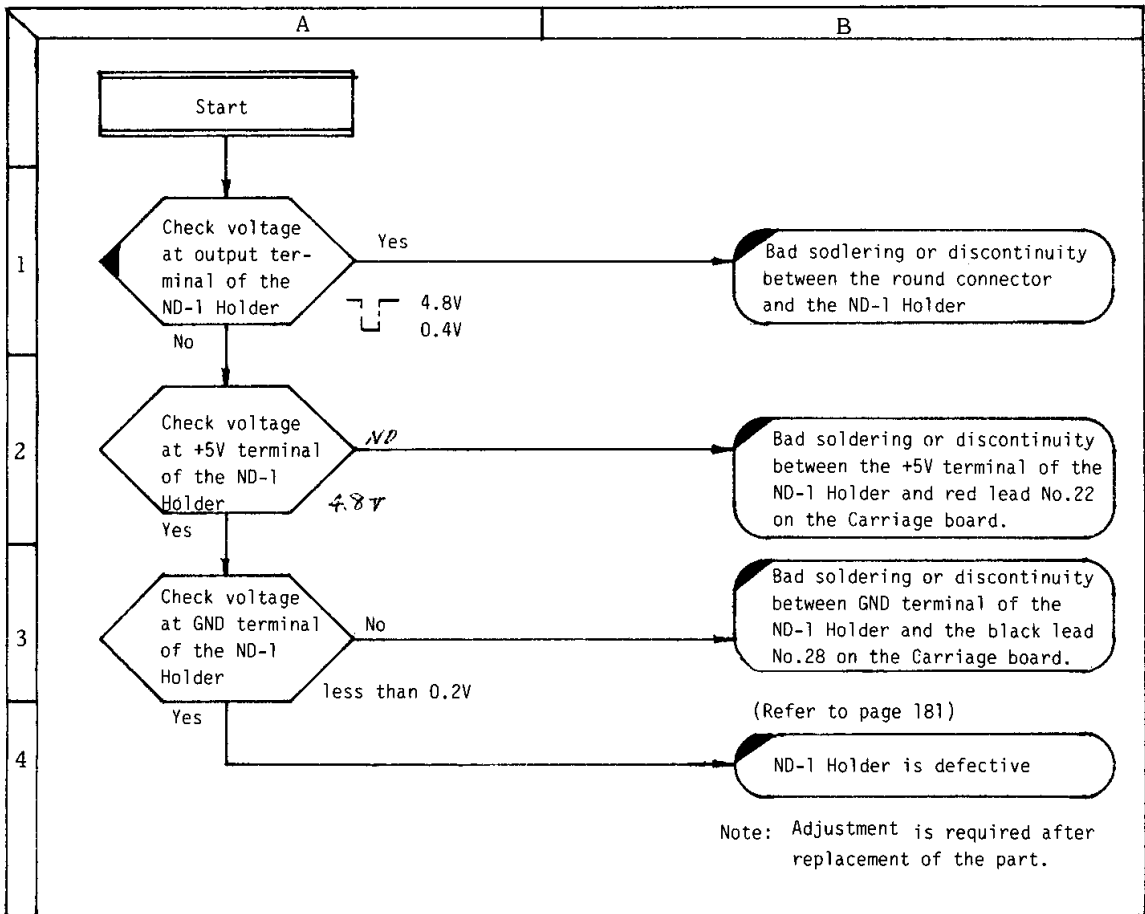 A
B
Start
1
Check voltage
at output ter-
minal of the
ND-1 Holder
Yes
4.8V
0.4V
No
Bad sodlering or discontinuity
between the round connector
and the ND-1 Holder
2
Check voltage
at +5V terminal
of the ND-1
Holder
NO
4.8V
Yes
Bad soldering or discontinuity
between the +5V terminal of the
ND-1 Holder and red lead No.22
on the Carriage board.
3
Check voltage
at GND terminal
of the ND-1
Holder
No
less than 0.2V
Yes
Bad soldering or discontinuity
between GND terminal of the
ND-1 Holder and the black lead
No.28 on the Carriage board.
4
(Refer to page 181)
ND-1 Holder is defective
Note: Adjustment is required after
replacement of the part.